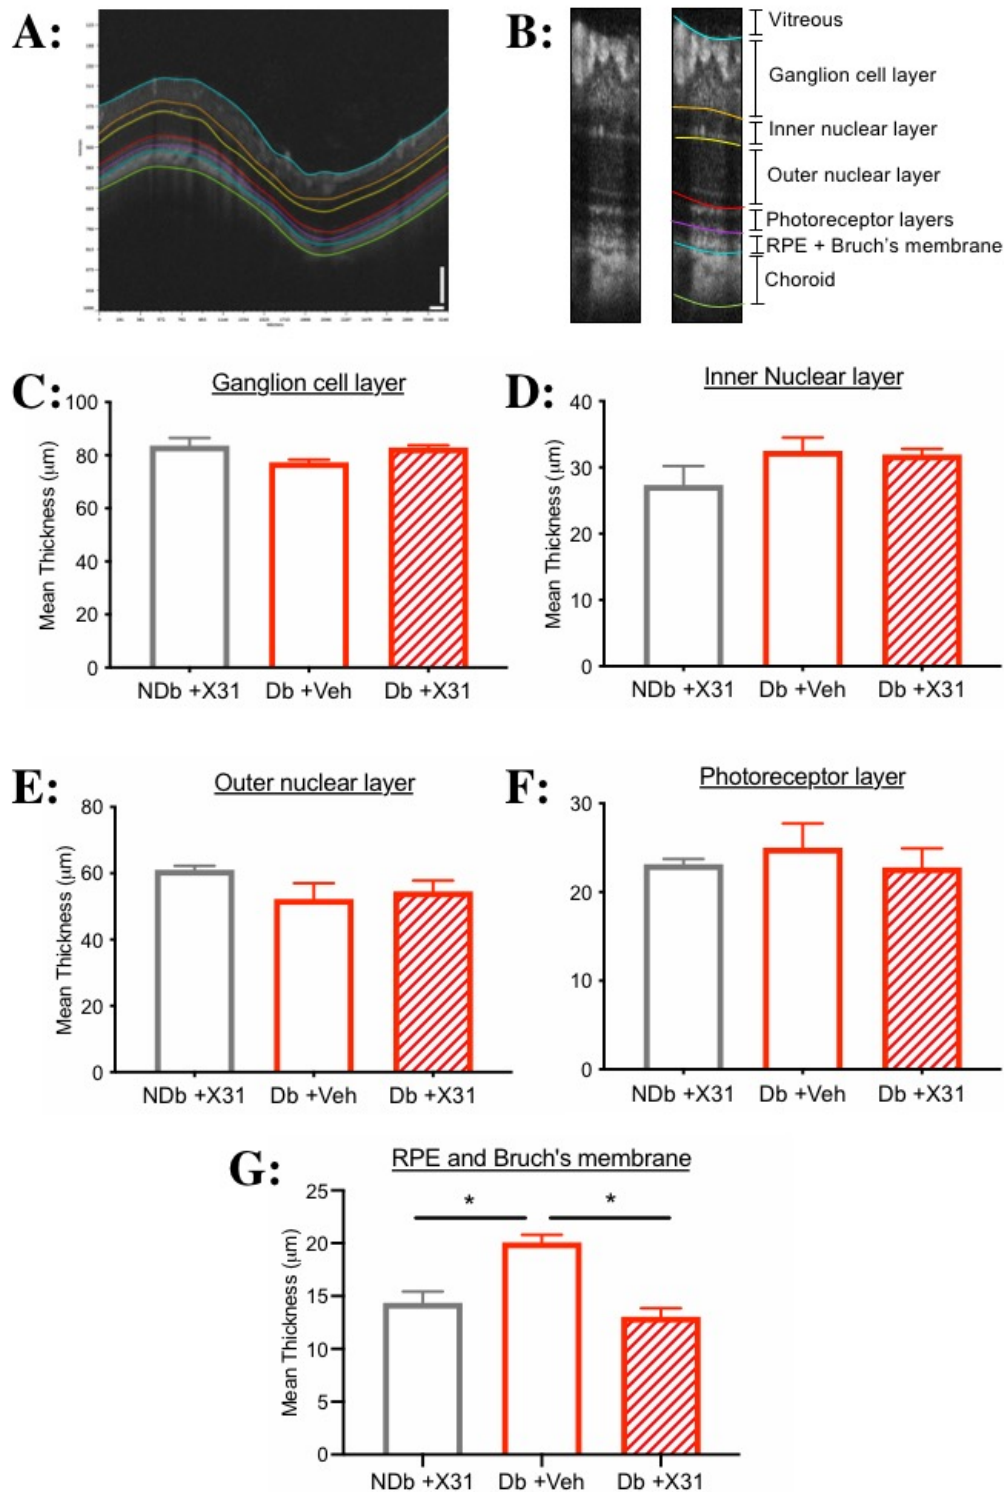 A:
B:
Vitreous
Ganglion cell layer
Inner nuclear layer
Outer nuclear layer
Photoreceptor layers
RPE + Bruch's membrane
Choroid
C:
Ganglion cell layer
Mean Thickness (μm)
100
80
60
40
20
0
NDb +X31 Db +Veh Db +X31
D:
Inner Nuclear layer
Mean Thickness (μm)
40
30
20
10
0
NDb +X31 Db +Veh Db +X31
E:
Outer nuclear layer
Mean Thickness (μm)
80
60
40
20
0
NDb +X31 Db +Veh Db +X31
F:
Photoreceptor layer
30
20
10
0
NDb +X31 Db +Veh Db +X31
G:
RPE and Bruch's membrane
Mean Thickness (μm)
25
20
15
10
5
0
* *
NDb +X31 Db +Veh Db +X31